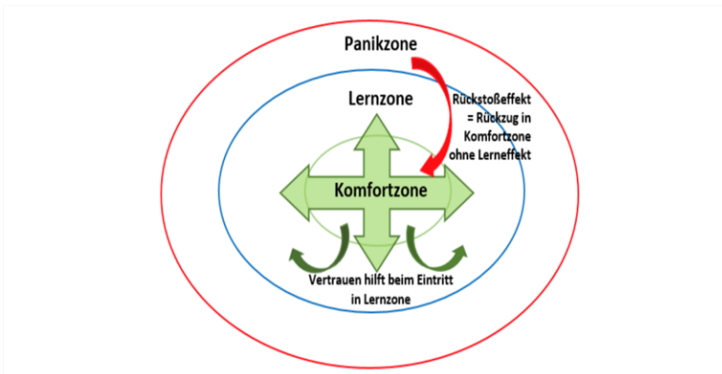 Panikzone
Lernzone
Rückstoßeffekt
= Rückzug in
Komfortzone
ohne Lerneffekt
Komfortzone
Vertrauen hilft beim Eintritt
in Lernzone